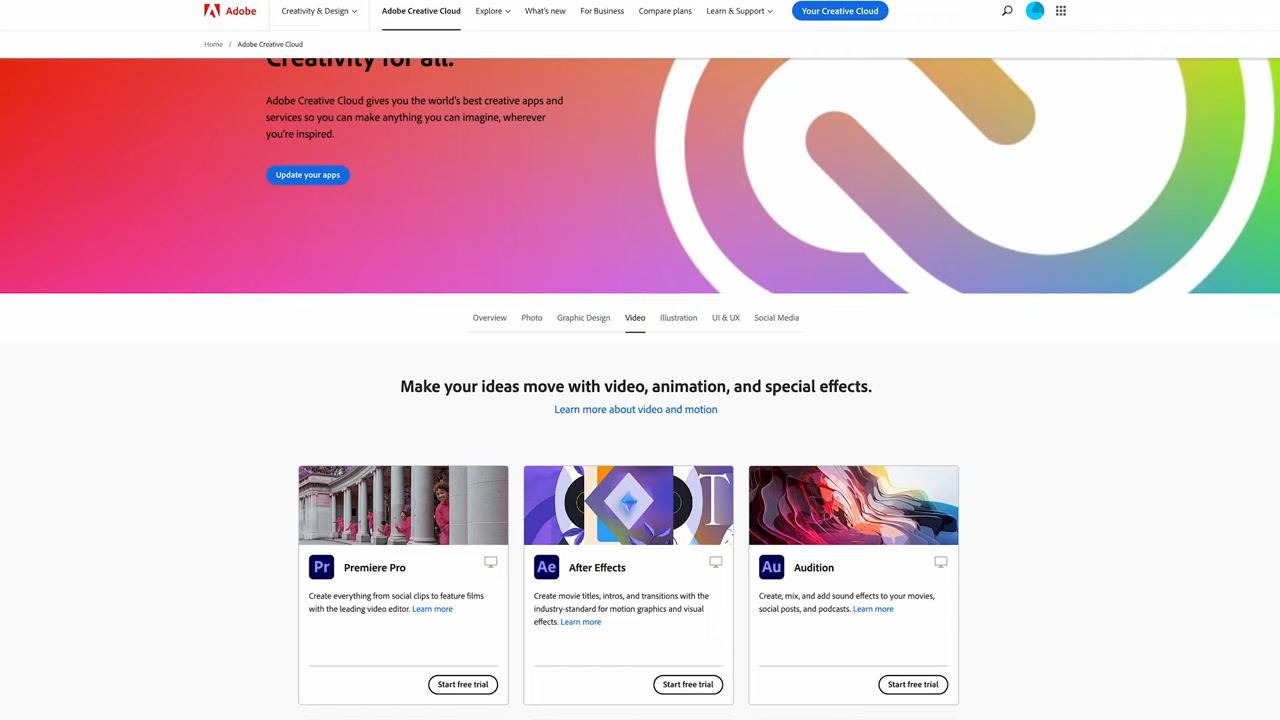 Adobe
Creativity & Design
Adobe Creative Cloud
Explore
What's new
For Business
Compare plans
Learn & Support
Your Creative Cloud
Home / Adobe Creative Cloud
Creativity for all.
Adobe Creative Cloud gives you the world's best creative apps and
services so you can make anything you can imagine, wherever
you're inspired.
Update your apps
Overview
Photo
Graphic Design
Video
Illustration
UI & UX
Social Media
Make your ideas move with video, animation, and special effects.
Learn more about video and motion
Pr Premiere Pro
Create everything from social clips to feature films
with the leading video editor. Learn more
Start free trial
T
Ae After Effects
Create movie titles, intros, and transitions with the
industry-standard for motion graphics and visual
effects. Learn more
Start free trial
Au Audition
Create, mix, and add sound effects to your movies,
social posts, and podcasts. Learn more
Start free trial